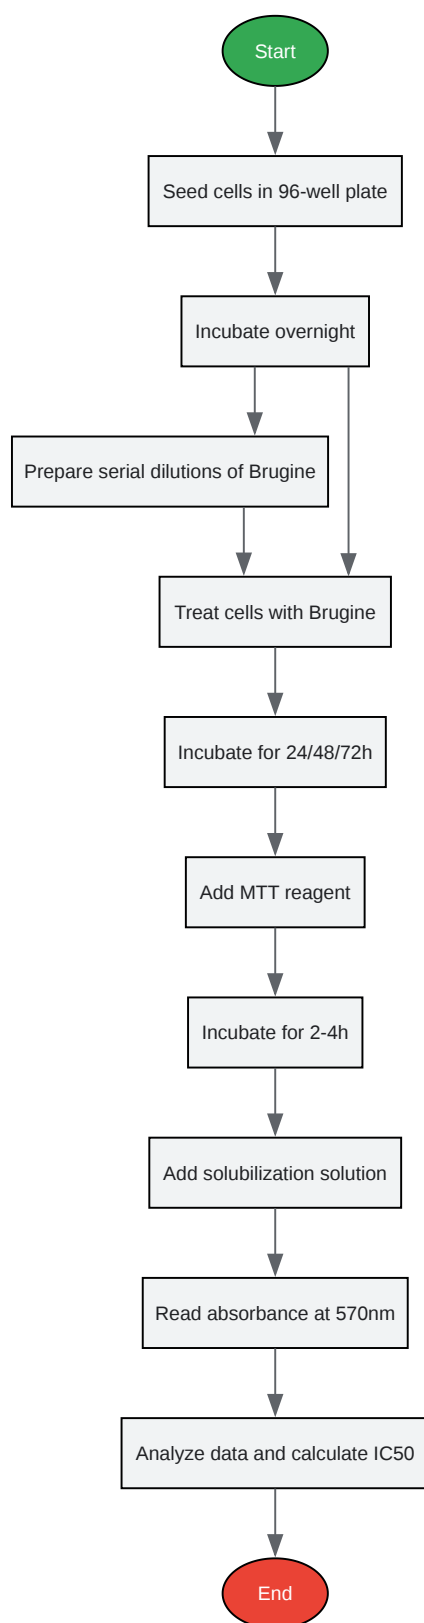 Start
Seed cells in 96-well plate
Incubate overnight
Prepare serial dilutions of Brugine
Treat cells with Brugine
Incubate for 24/48/72h
Add MTT reagent
Incubate for 2-4h
Add solubilization solution
Read absorbance at 570nm
Analyze data and calculate IC50
End